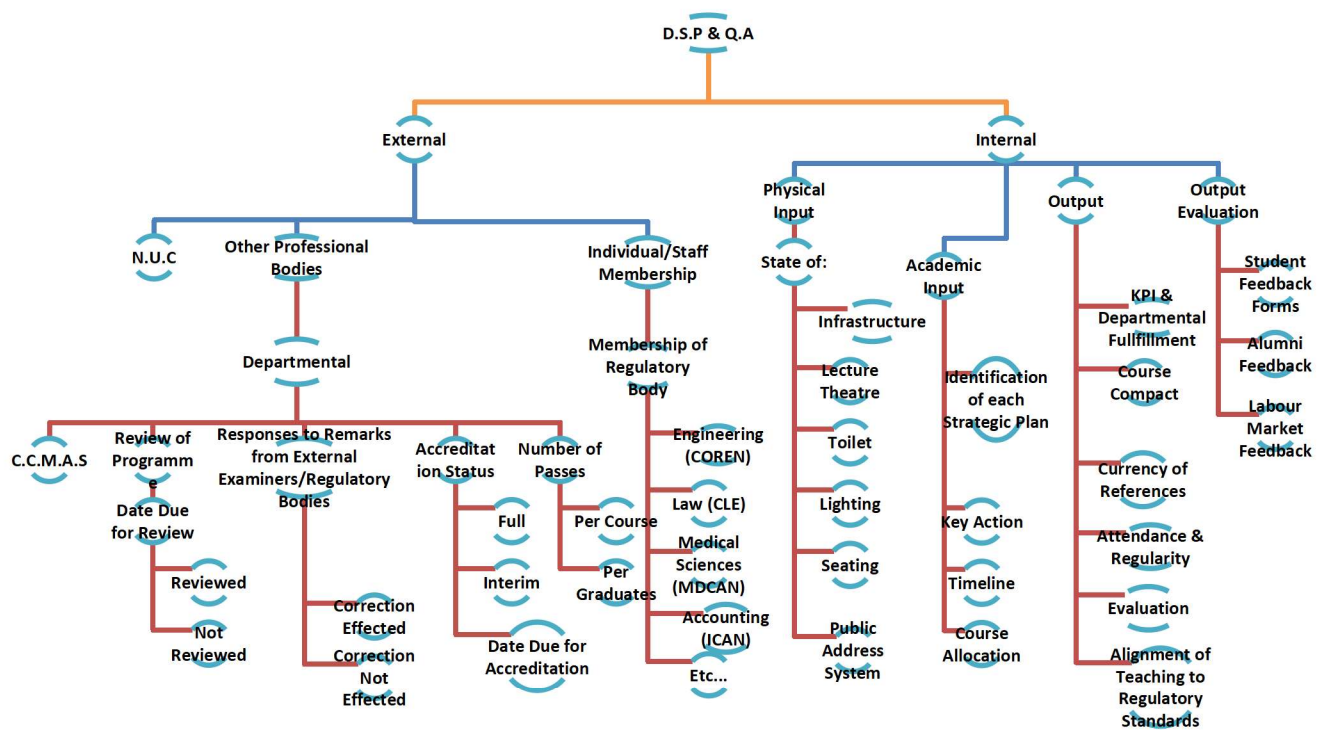 D.S.P & Q.A
External
Internal
N.U.C
Other Professional
Bodies
Individual/Staff
Membership
Physical
Input
Academic
Input
Output
Output
Evaluation
Departmental
C.C.M.A.S
Review of
Programm
e
Date Due
for Review
Reviewed
Not
Reviewed
Responses to Remarks
from External
Examiners/Regulatory
Bodies
Correction
Effected
Correction
Not
Effected
Accreditat
ion Status
Full
Interim
Date Due for
Accreditation
Number of
Passes
Per Course
Per
Graduates
Membership of
Regulatory
Body
Engineering
(COREN)
Law (CLE)
Medical
Sciences
(MDCAN)
Accounting
(ICAN)
Etc...
State of:
Infrastructure
Lecture
Theatre
Toilet
Lighting
Seating
Public
Address
System
Identification
of each
Strategic Plan
Key Action
Timeline
Course
Allocation
KPI &
Departmental
Fullfillment
Course
Compact
Currency of
References
Attendance &
Regularity
Evaluation
Alignment of
Teaching to
Regulatory
Standards
Student
Feedback
Forms
Alumni
Feedback
Labour
Market
Feedback